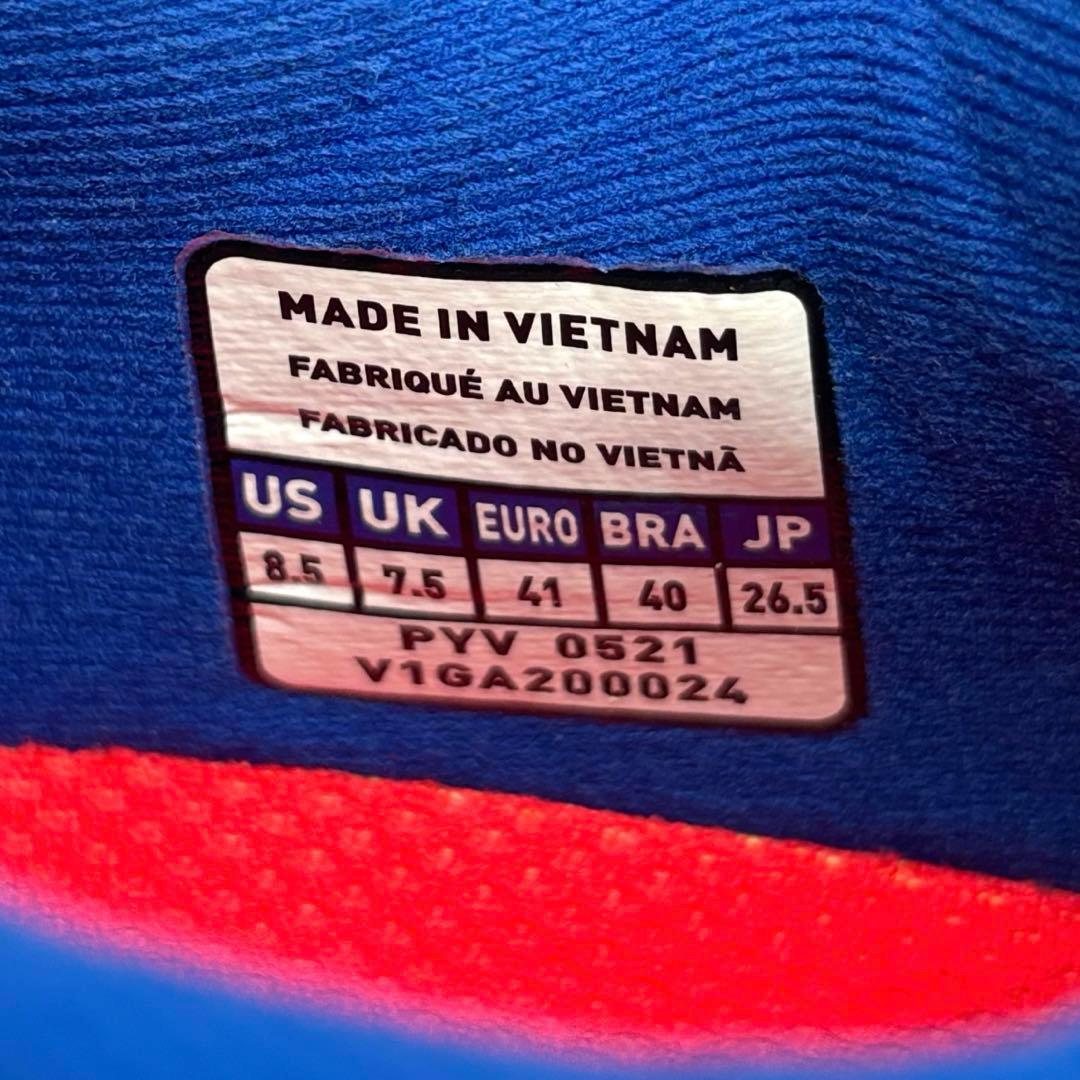 MADE IN VIETNAM
FABRIQUÉ AU VIETNAM
FABRICADO NO VIETNÃ
US UK EURO BRA JP
8.5 7.5 41 40 26.5
PYV 0521
V1GA200024